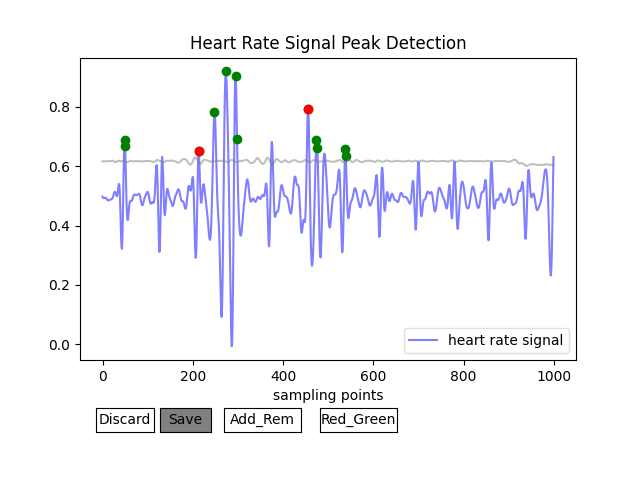 Heart Rate Signal Peak Detection
0.8
0.6
0.4
0.2
0.0
heart rate signal
0 200 400 600 800 1000
sampling points
Discard Save Add_Rem Red_Green